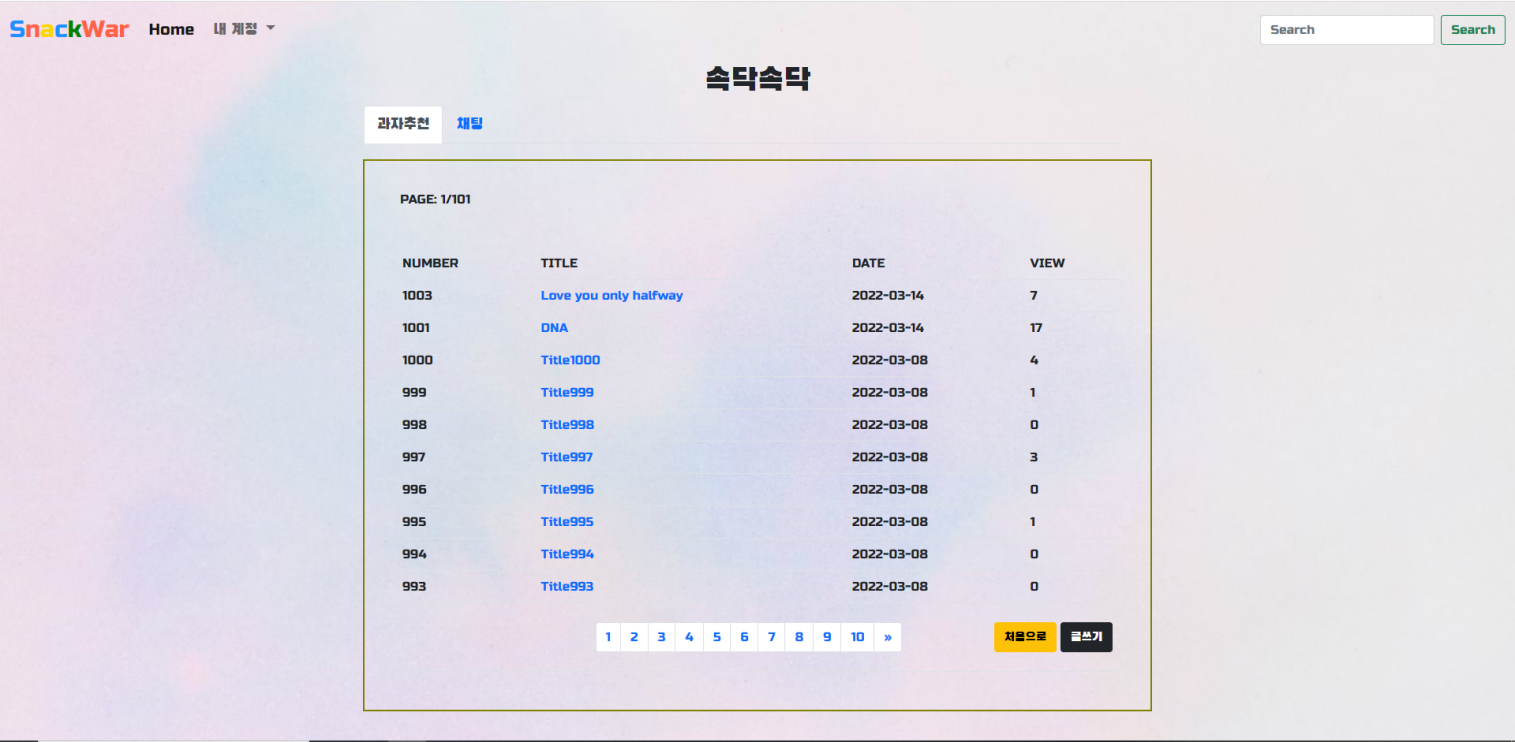 SnackWar Home 내 계정 Search Search
속닥속닥
과자추천 채팅
PAGE: 1/101
NUMBER TITLE DATE VIEW
1003 Love you only halfway 2022-03-14 7
1001 DNA 2022-03-14 17
1000 Title1000 2022-03-08 4
999 Title999 2022-03-08 1
998 Title998 2022-03-08 0
997 Title997 2022-03-08 3
996 Title996 2022-03-08 0
995 Title995 2022-03-08 1
994 Title994 2022-03-08 0
993 Title993 2022-03-08 0
1 2 3 4 5 6 7 8 9 10 » 처음으로 글쓰기